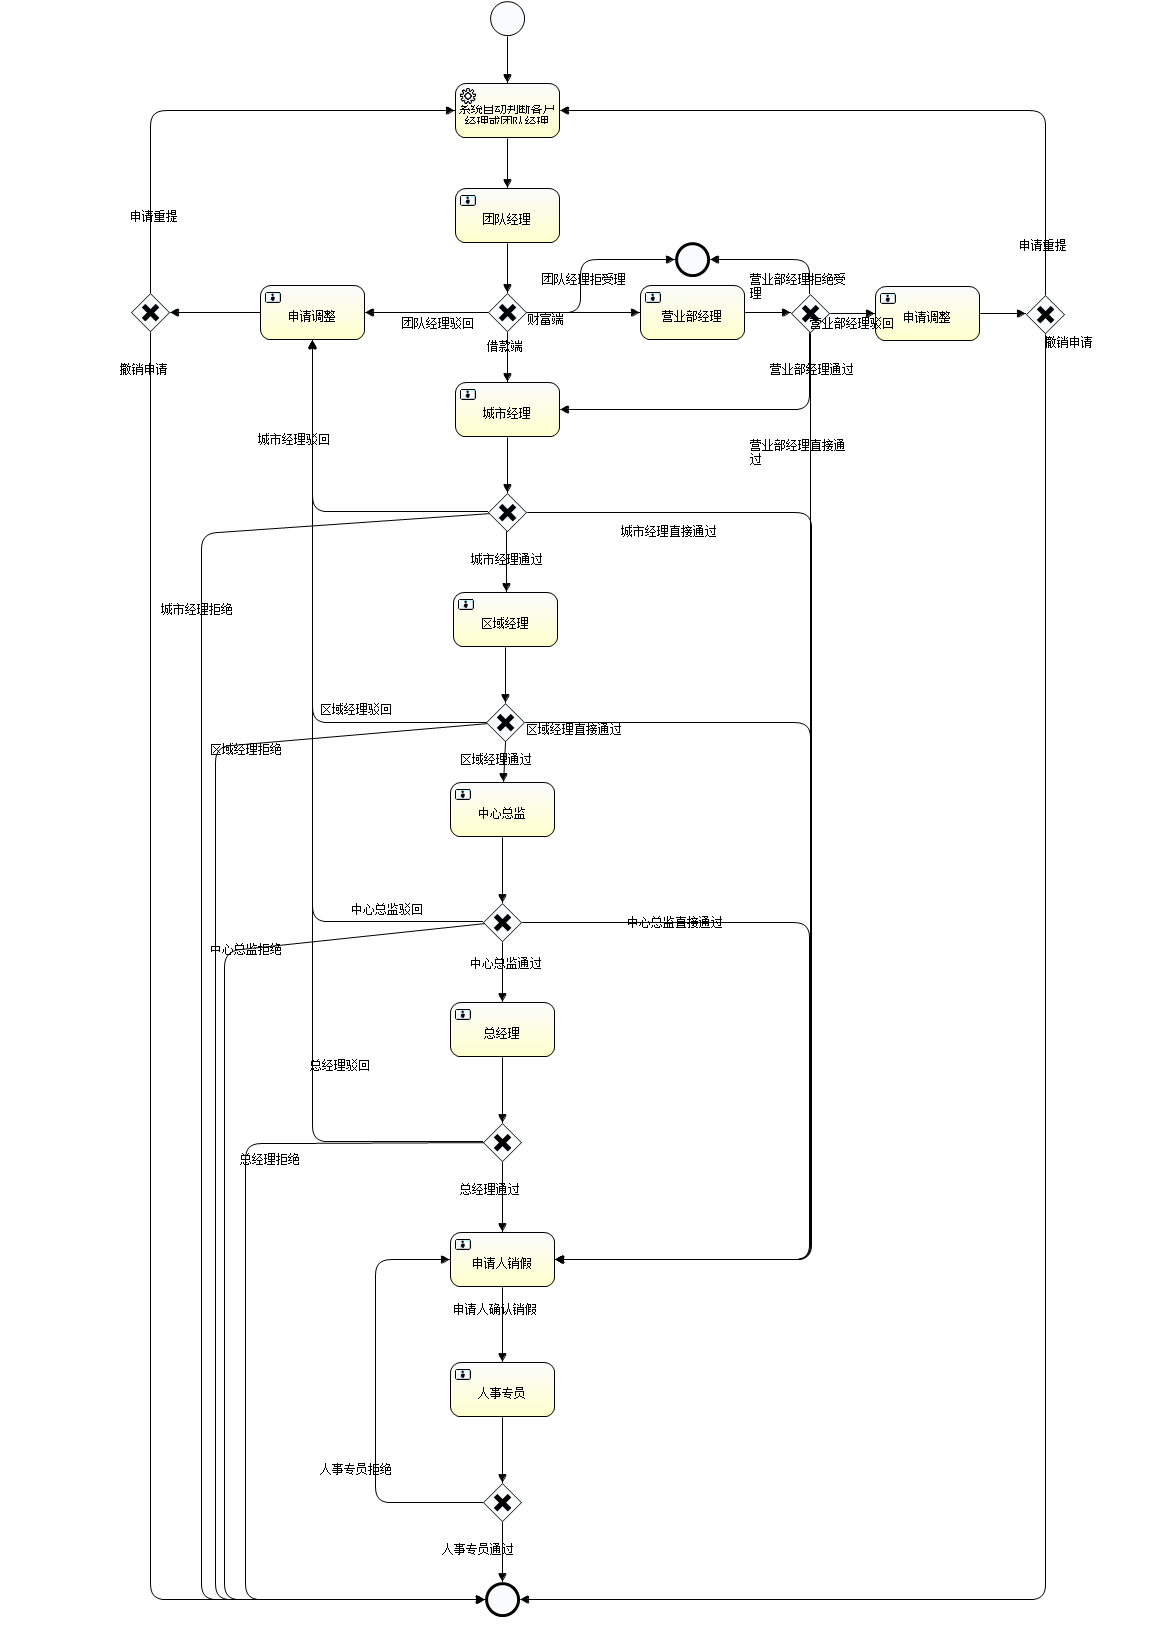 系统自动判断客户
经理或团队经理
申请重提
团队经理
申请重提
团队经理拒受理
营业部经理拒绝受
理
申请调整
团队经理驳回
财富端
营业部经理
营业部经理驳回
申请调整
借款端
撤销申请
撤销申请
营业部经理通过
城市经理
城市经理驳回
营业部经理直接通
过
城市经理直接通过
城市经理通过
城市经理拒绝
区域经理
区域经理驳回
区域经理直接通过
区域经理拒绝
区域经理通过
中心总监
中心总监驳回
中心总监直接通过
中心总监拒绝
中心总监通过
总经理
总经理驳回
总经理拒绝
总经理通过
申请人销假
申请人确认销假
人事专员
人事专员拒绝
人事专员通过